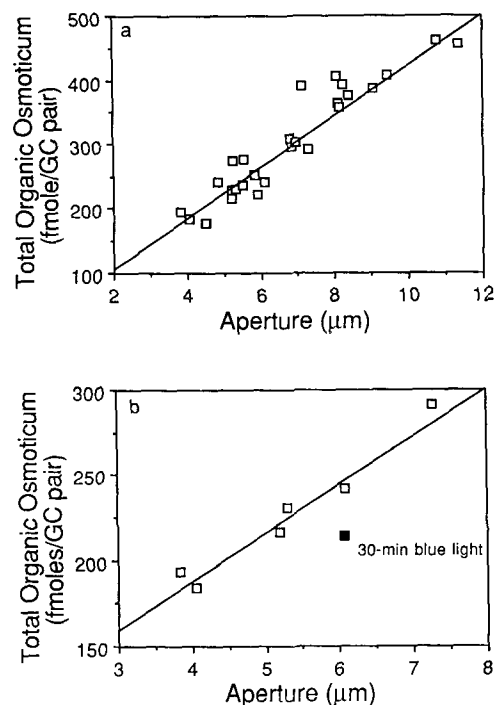 a
500
400
300
200
100
Total Organic Osmoticum
(fmole/GC pair)
2 4 6 8 10 12
Aperture (μm)
b
300
250
200
150
Total Organic Osmoticum
(fmoles/GC pair)
30-min blue light
3 4 5 6 7 8
Aperture (μm)